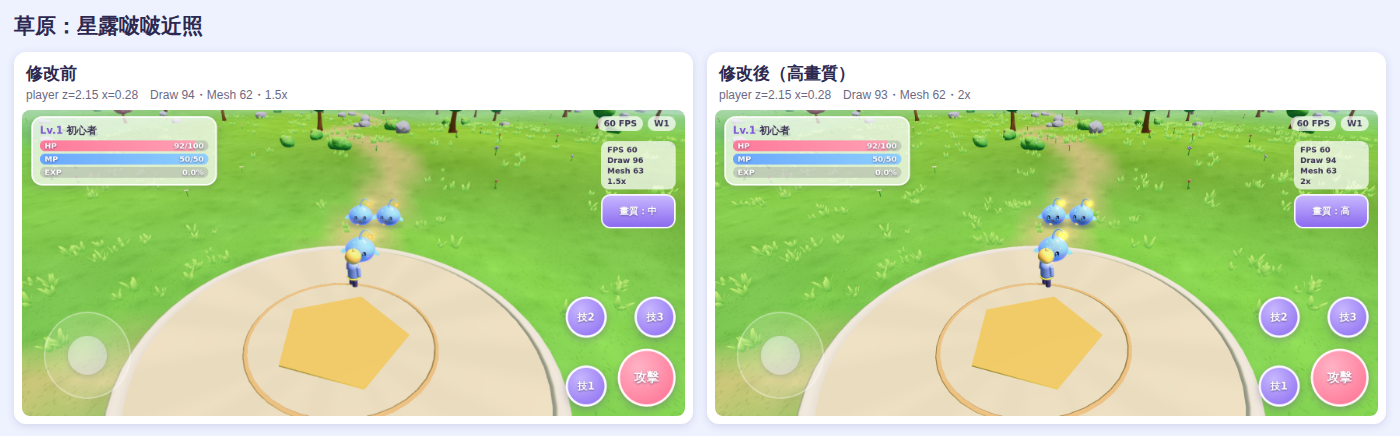 草原：星露啵啵近照
修改前
player z=2.15 x=0.28　Draw 94・Mesh 62・1.5x
Lv.1 初心者
HP 92/100
MP 50/50
EXP 0.0%
60 FPS W1
FPS 60
Draw 96
Mesh 63
1.5x
畫質：中
技2 技3
技1 攻擊
修改後（高畫質）
player z=2.15 x=0.28　Draw 93・Mesh 62・2x
Lv.1 初心者
HP 92/100
MP 50/50
EXP 0.0%
60 FPS W1
FPS 60
Draw 94
Mesh 63
2x
畫質：高
技2 技3
技1 攻擊